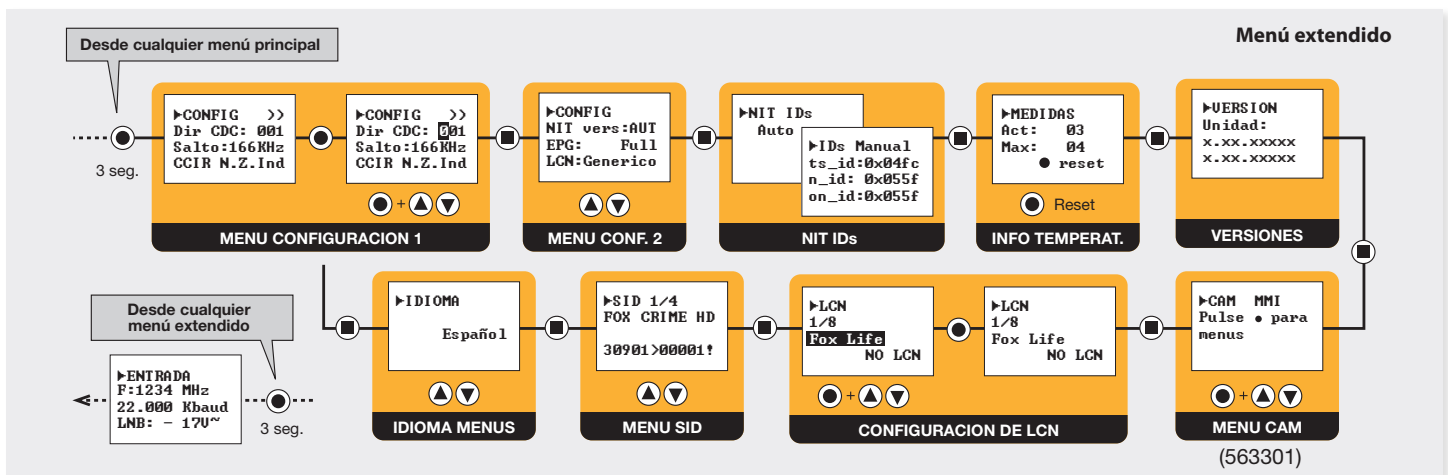 Menú extendido
Desde cualquier menú principal
3 seg.
►CONFIG >>
Dir CDC: 001
Salto:166KHz
CCIR N.Z.Ind
►CONFIG >>
Dir CDC: 001
Salto:166KHz
CCIR N.Z.Ind
+
MENU CONFIGURACION 1
►CONFIG
NIT vers:AUT
EPG: Full
LCN:Generico
MENU CONF. 2
►NIT IDs
Auto
►IDs Manual
ts_id:0x04fc
n_id: 0x055f
on_id:0x055f
NIT IDs
►MEDIDAS
Act: 03
Max: 04
● reset
Reset
INFO TEMPERAT.
►VERSION
Unidad:
x.xx.xxxxx
x.xx.xxxxx
VERSIONES
Desde cualquier
menú extendido
►ENTRADA
F:1234 MHz
22.000 Kbaud
LNB: - 17V~
3 seg.
►IDIOMA
Español
IDIOMA MENUS
►SID 1/4
FOX CRIME HD
30901>00001!
MENU SID
►LCN
1/8
Fox Life
NO LCN
+
►LCN
1/8
Fox Life
NO LCN
CONFIGURACION DE LCN
►CAM MMI
Pulse ● para
menus
+
MENU CAM
(563301)